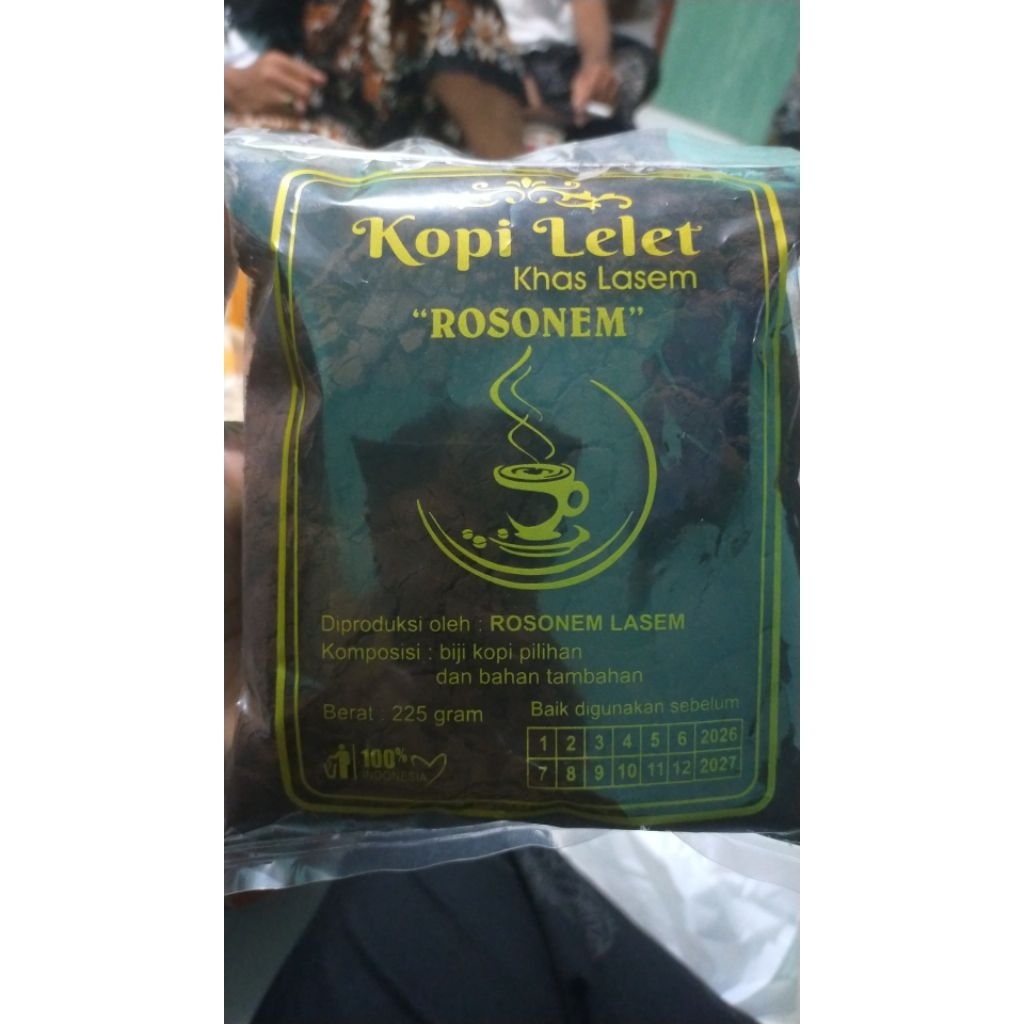 Kopi Lelet
Khas Lasem
“ROSONEM”
Diproduksi oleh : ROSONEM LASEM
Komposisi : biji kopi pilihan
dan bahan tambahan
Berat : 225 gram
Baik digunakan sebelum
1 2 3 4 5 6 2026
7 8 9 10 11 12 2027
100%
INDONESIA